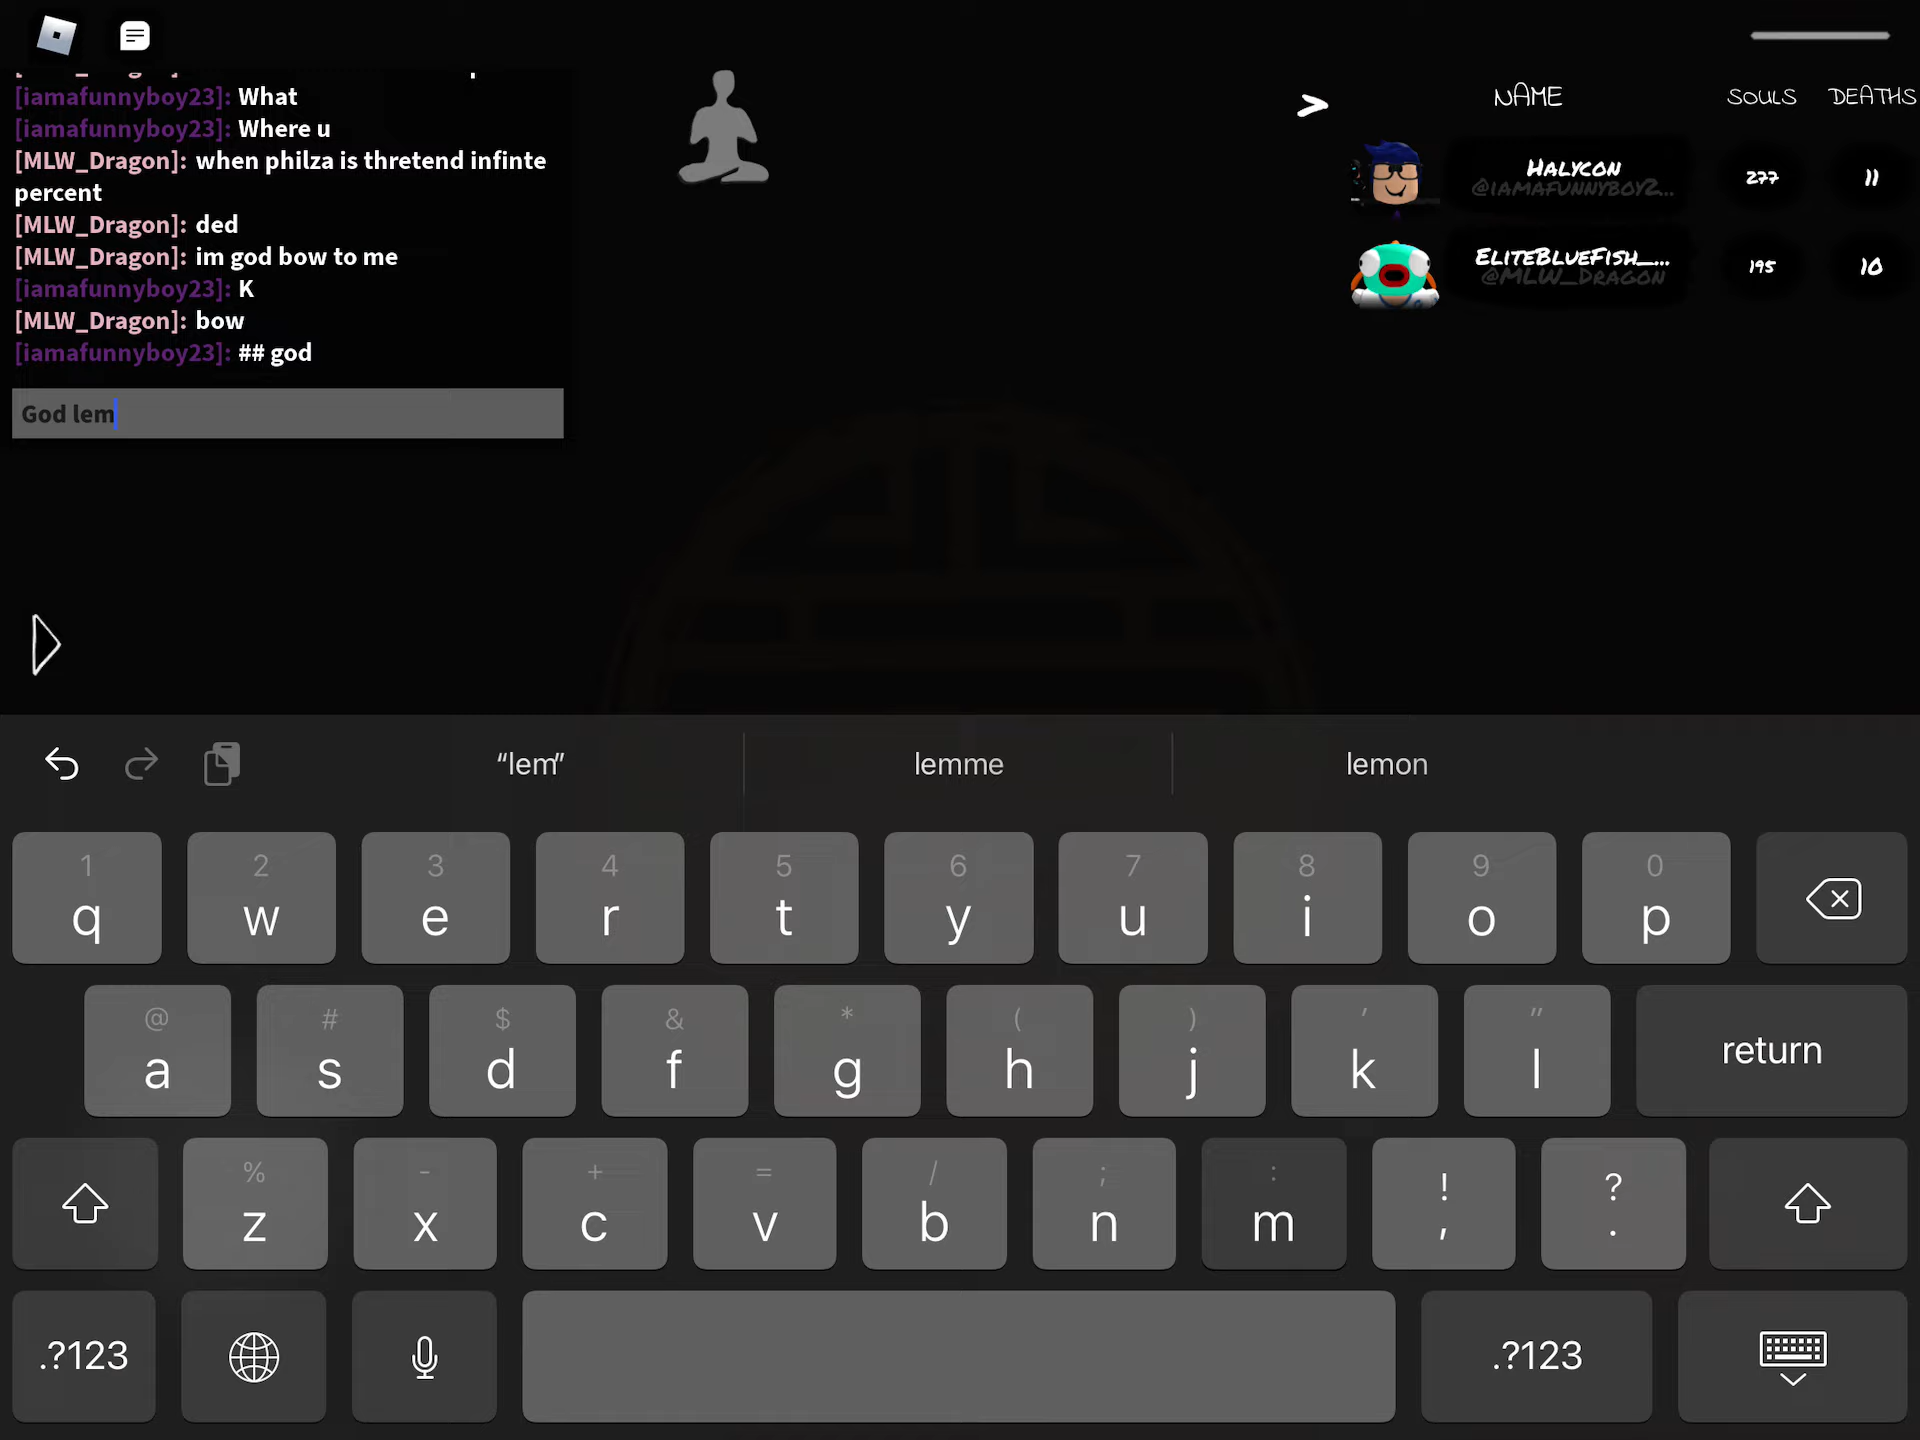 [iamafunnyboy23]: What
[iamafunnyboy23]: Where u
[MLW_Dragon]: when philza is thretend infinte
percent
[MLW_Dragon]: ded
[MLW_Dragon]: im god bow to me
[iamafunnyboy23]: K
[MLW_Dragon]: bow
[iamafunnyboy23]: ## god
God lem
> NAME SOULS DEATHS
HALYCON 277 11
@IAMAFUNNYBOY2...
ELITEBLUEFISH_... 195 10
@MLW_DRAGON
“lem” lemme lemon
1 2 3 4 5 6 7 8 9 0
q w e r t y u i o p
@ # $ & * ( ) ' "
a s d f g h j k l return
% - + = / ; : ! ?
z x c v b n m , .
.?123 .?123